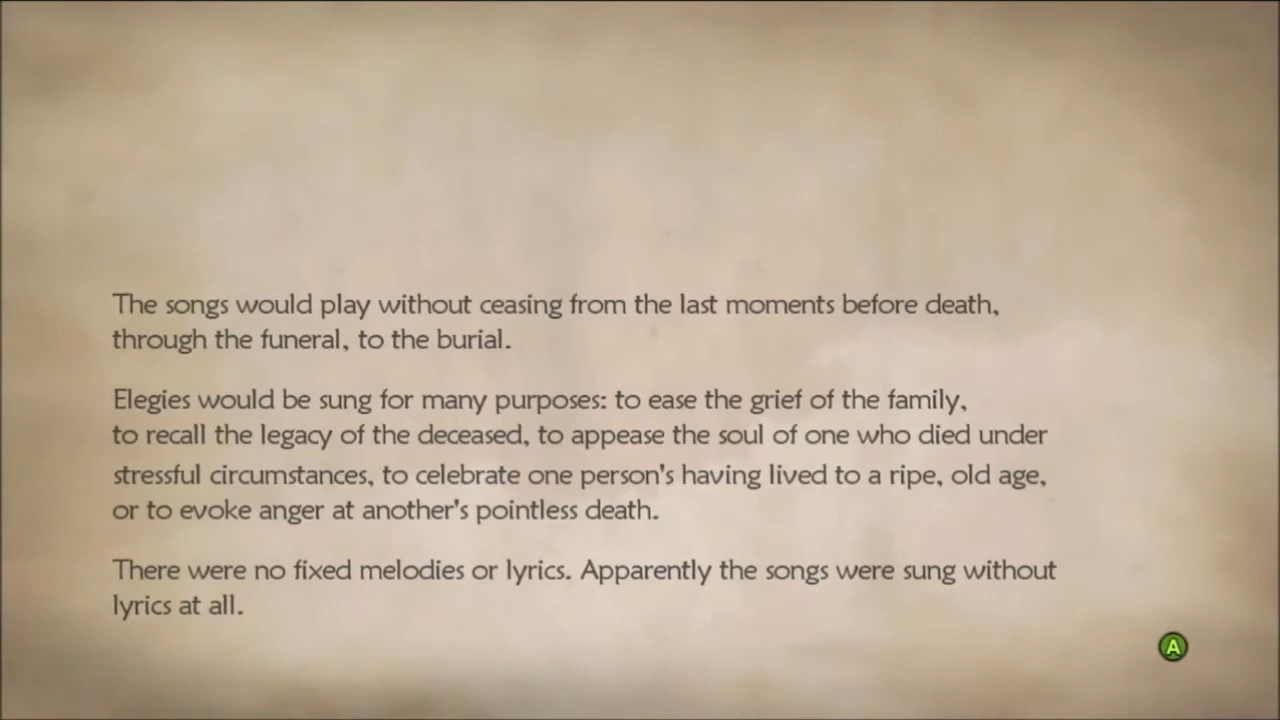 The songs would play without ceasing from the last moments before death,
through the funeral, to the burial.
Elegies would be sung for many purposes: to ease the grief of the family,
to recall the legacy of the deceased, to appease the soul of one who died under
stressful circumstances, to celebrate one person's having lived to a ripe, old age,
or to evoke anger at another's pointless death.
There were no fixed melodies or lyrics. Apparently the songs were sung without
lyrics at all.
A